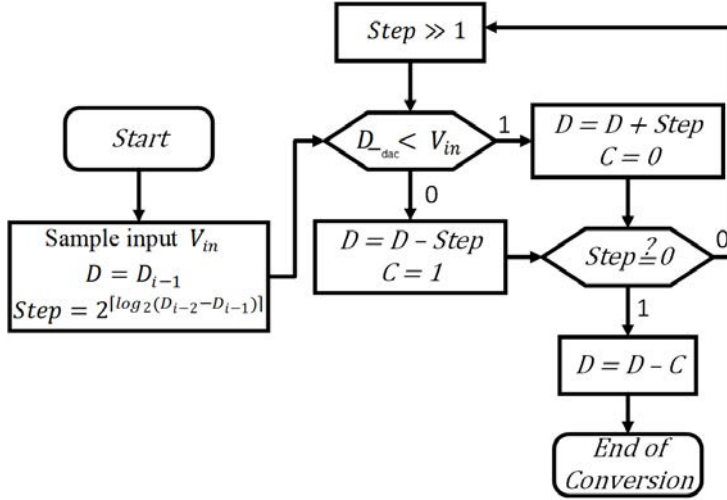 Start
Sample input V_in
D = D_{i−1}
Step = 2^{⌈log_2(D_{i−2}−D_{i−1})⌉}
Step ≫ 1
D_dac < V_in
1
0
D = D + Step
C = 0
D = D − Step
C = 1
Step ≟ 0
0
1
D = D − C
End of
Conversion